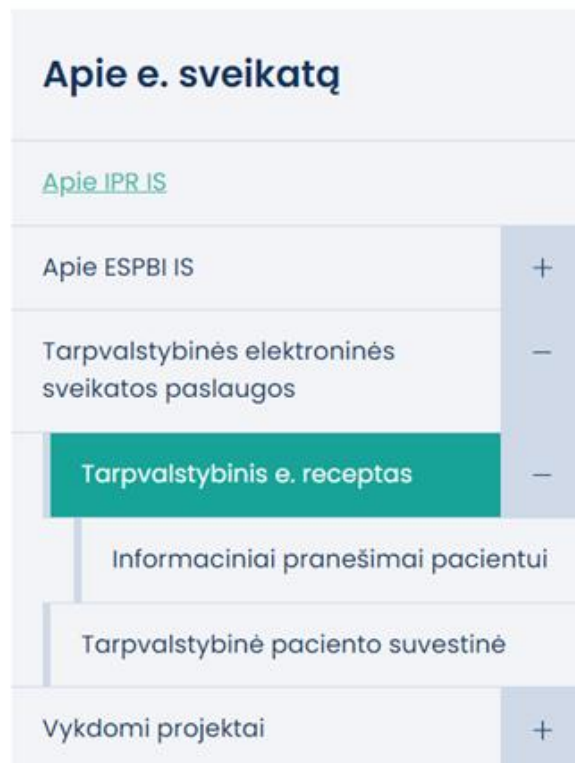 Apie e. sveikatą
Apie IPR IS
Apie ESPBI IS
+
Tarpvalstybinės elektroninės
sveikatos paslaugos
−
Tarpvalstybinis e. receptas
−
Informaciniai pranešimai pacientui
Tarpvalstybinė paciento suvestinė
Vykdomi projektai
+